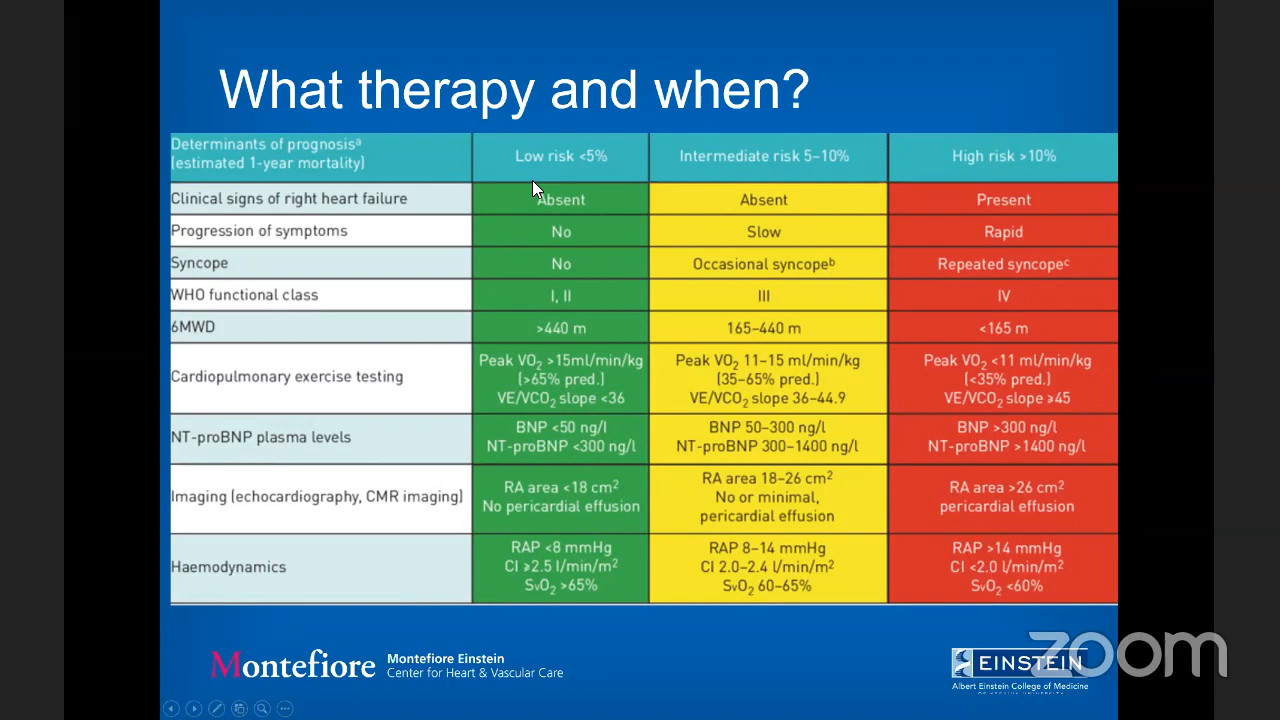 What therapy and when?
Determinants of prognosisᵃ
(estimated 1-year mortality)
Low risk <5%
Intermediate risk 5–10%
High risk >10%
Clinical signs of right heart failure
Absent
Absent
Present
Progression of symptoms
No
Slow
Rapid
Syncope
No
Occasional syncopeᵇ
Repeated syncopeᶜ
WHO functional class
I, II
III
IV
6MWD
>440 m
165–440 m
<165 m
Cardiopulmonary exercise testing
Peak VO₂ >15ml/min/kg
(>65% pred.)
VE/VCO₂ slope <36
Peak VO₂ 11–15 ml/min/kg
(35–65% pred.)
VE/VCO₂ slope 36–44.9
Peak VO₂ <11 ml/min/kg
(<35% pred.)
VE/VCO₂ slope ≥45
NT-proBNP plasma levels
BNP <50 ng/l
NT-proBNP <300 ng/l
BNP 50–300 ng/l
NT-proBNP 300–1400 ng/l
BNP >300 ng/l
NT-proBNP >1400 ng/l
Imaging (echocardiography, CMR imaging)
RA area <18 cm²
No pericardial effusion
RA area 18–26 cm²
No or minimal,
pericardial effusion
RA area >26 cm²
pericardial effusion
Haemodynamics
RAP <8 mmHg
CI ≥2.5 l/min/m²
SvO₂ >65%
RAP 8–14 mmHg
CI 2.0–2.4 l/min/m²
SvO₂ 60–65%
RAP >14 mmHg
CI <2.0 l/min/m²
SvO₂ <60%
Montefiore
Montefiore Einstein
Center for Heart & Vascular Care
EINSTEIN
Albert Einstein College of Medicine
zoom